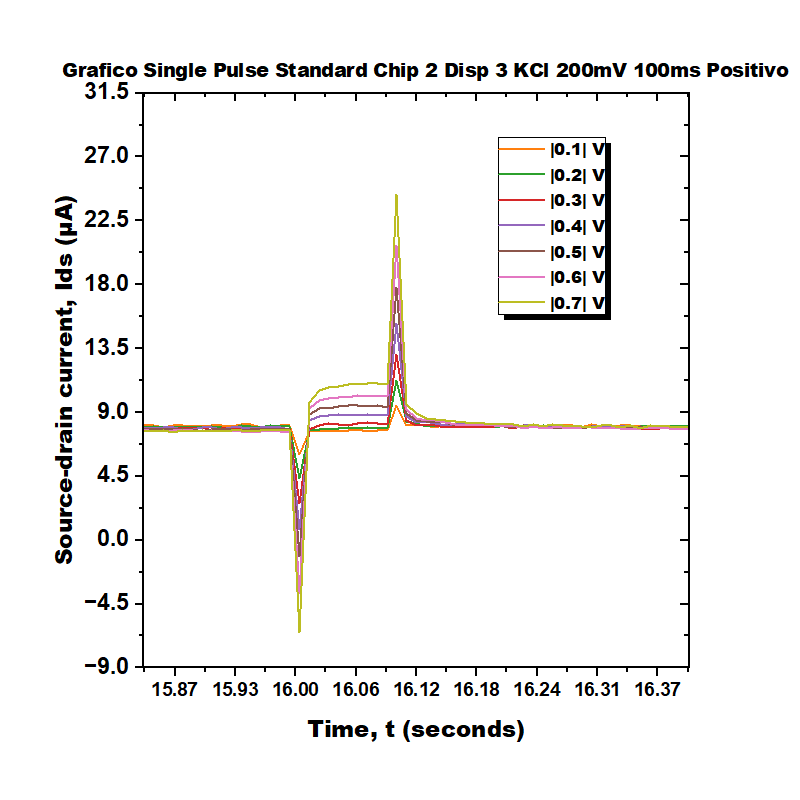 Grafico Single Pulse Standard Chip 2 Disp 3 KCl 200mV 100ms Positivo
31.5
27.0
22.5
18.0
13.5
9.0
4.5
0.0
−4.5
−9.0
Source-drain current, Ids (µA)
|0.1| V
|0.2| V
|0.3| V
|0.4| V
|0.5| V
|0.6| V
|0.7| V
15.87 15.93 16.00 16.06 16.12 16.18 16.24 16.31 16.37
Time, t (seconds)